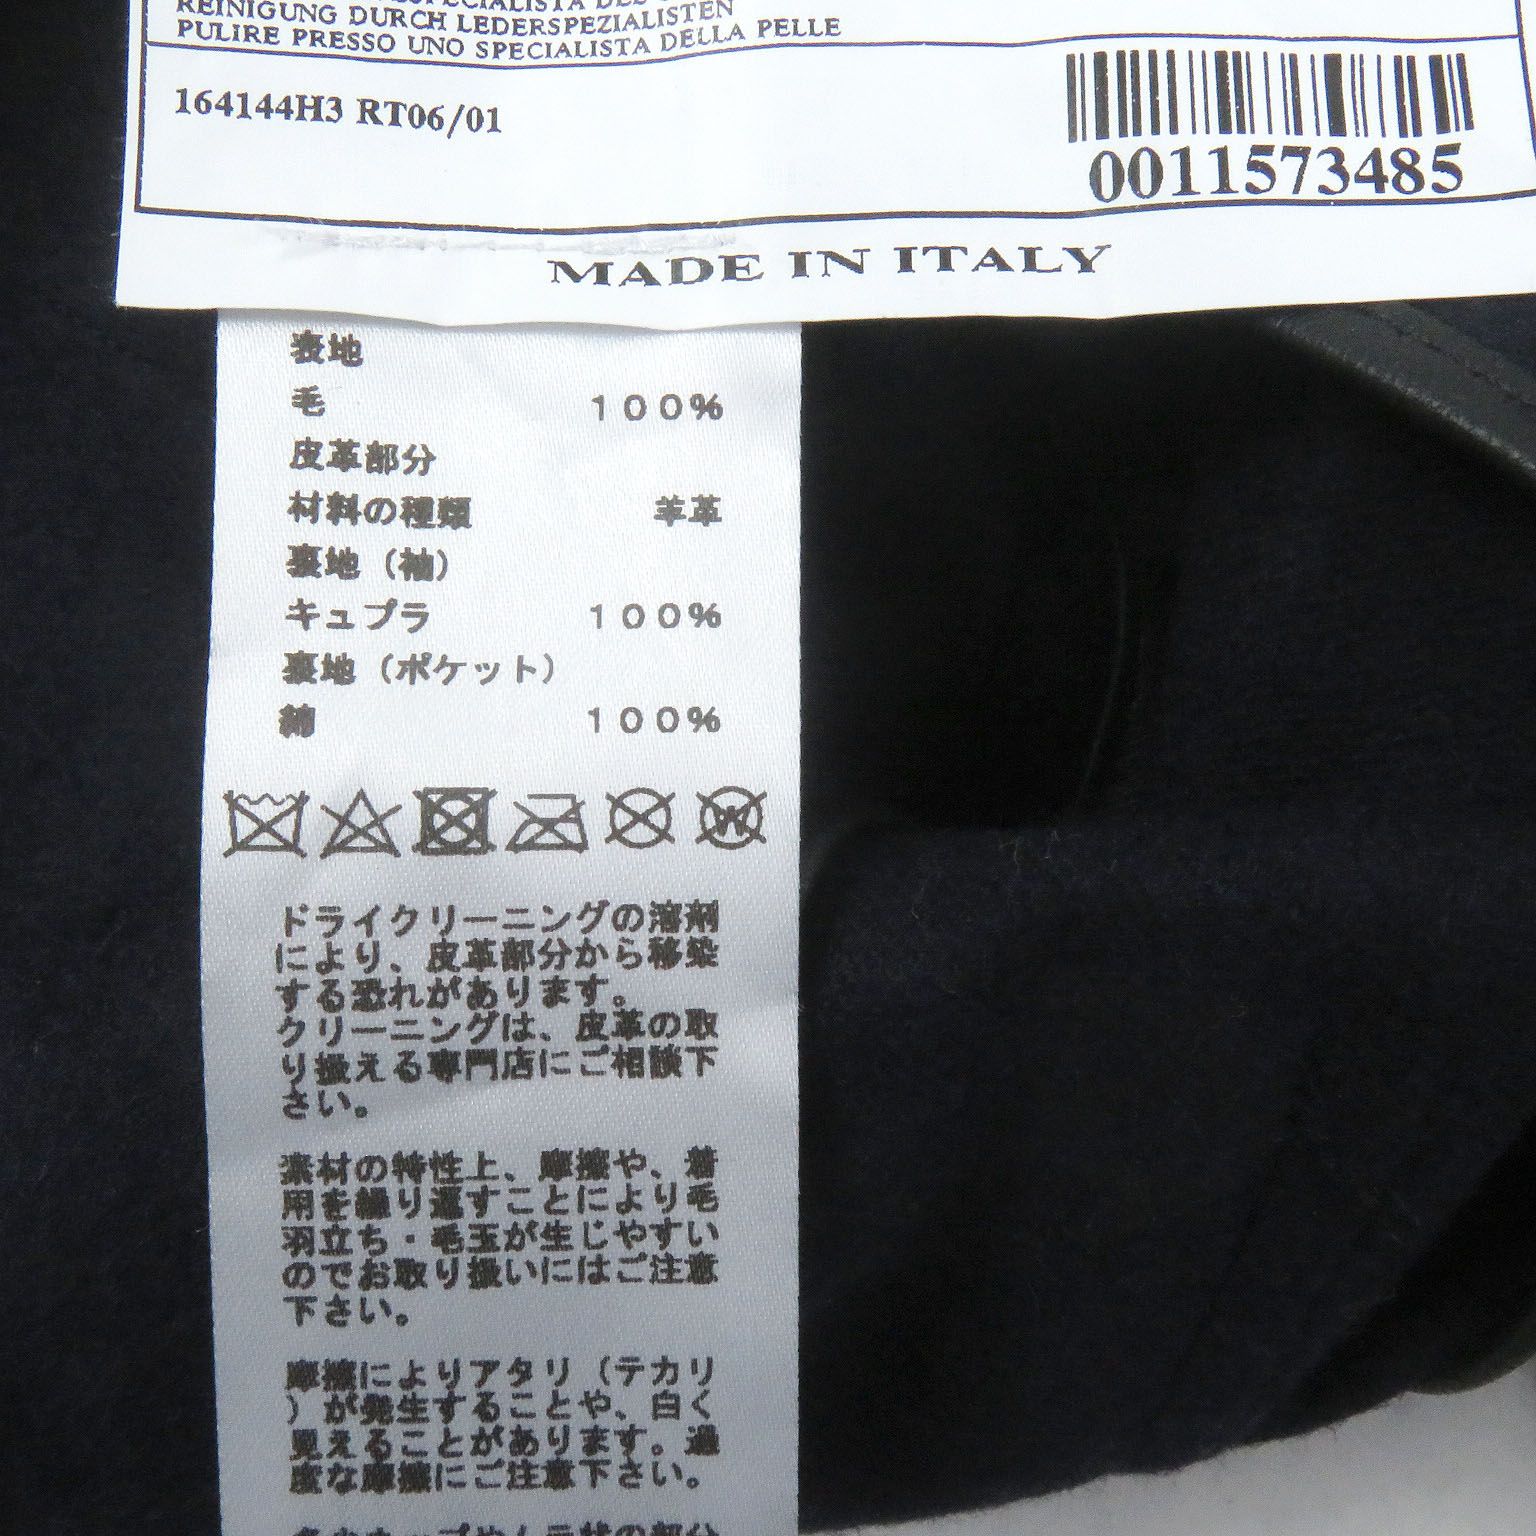 SPECIALISTA DEL
REINIGUNG DURCH LEDERSPEZIALISTEN
PULIRE PRESSO UNO SPECIALISTA DELLA PELLE
164144H3 RT06/01
0011573485
MADE IN ITALY
表地
毛 100%
皮革部分
材料の種類 羊革
裏地（袖）
キュプラ 100%
裏地（ポケット）
綿 100%
W
ドライクリーニングの溶剤
により、皮革部分から移染
する恐れがあります。
クリーニングは、皮革の取
り扱える専門店にご相談下
さい。
素材の特性上、摩擦や、着
用を繰り返すことにより毛
羽立ち・毛玉が生じやすい
のでお取り扱いにはご注意
下さい。
摩擦によりアタリ（テカリ
）が発生することや、白く
見えることがあります。過
度な摩擦にご注意下さい。